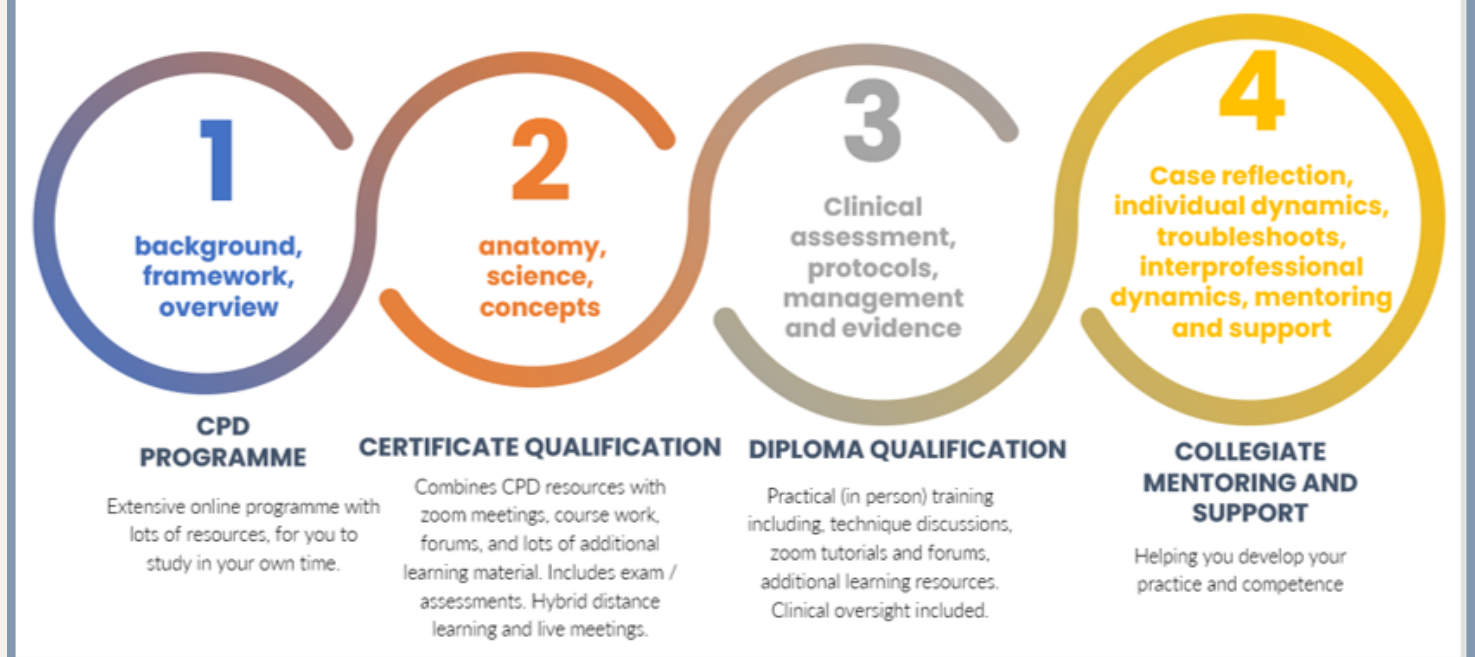 1
background,
framework,
overview
CPD
PROGRAMME
Extensive online programme with
lots of resources, for you to
study in your own time.
2
anatomy,
science,
concepts
CERTIFICATE QUALIFICATION
Combines CPD resources with
zoom meetings, course work,
forums, and lots of additional
learning material. Includes exam /
assessments. Hybrid distance
learning and live meetings.
3
Clinical
assessment,
protocols,
management
and evidence
DIPLOMA QUALIFICATION
Practical (in person) training
including, technique discussions,
zoom tutorials and forums,
additional learning resources.
Clinical oversight included.
4
Case reflection,
individual dynamics,
troubleshoots,
interprofessional
dynamics, mentoring
and support
COLLEGIATE
MENTORING AND
SUPPORT
Helping you develop your
practice and competence